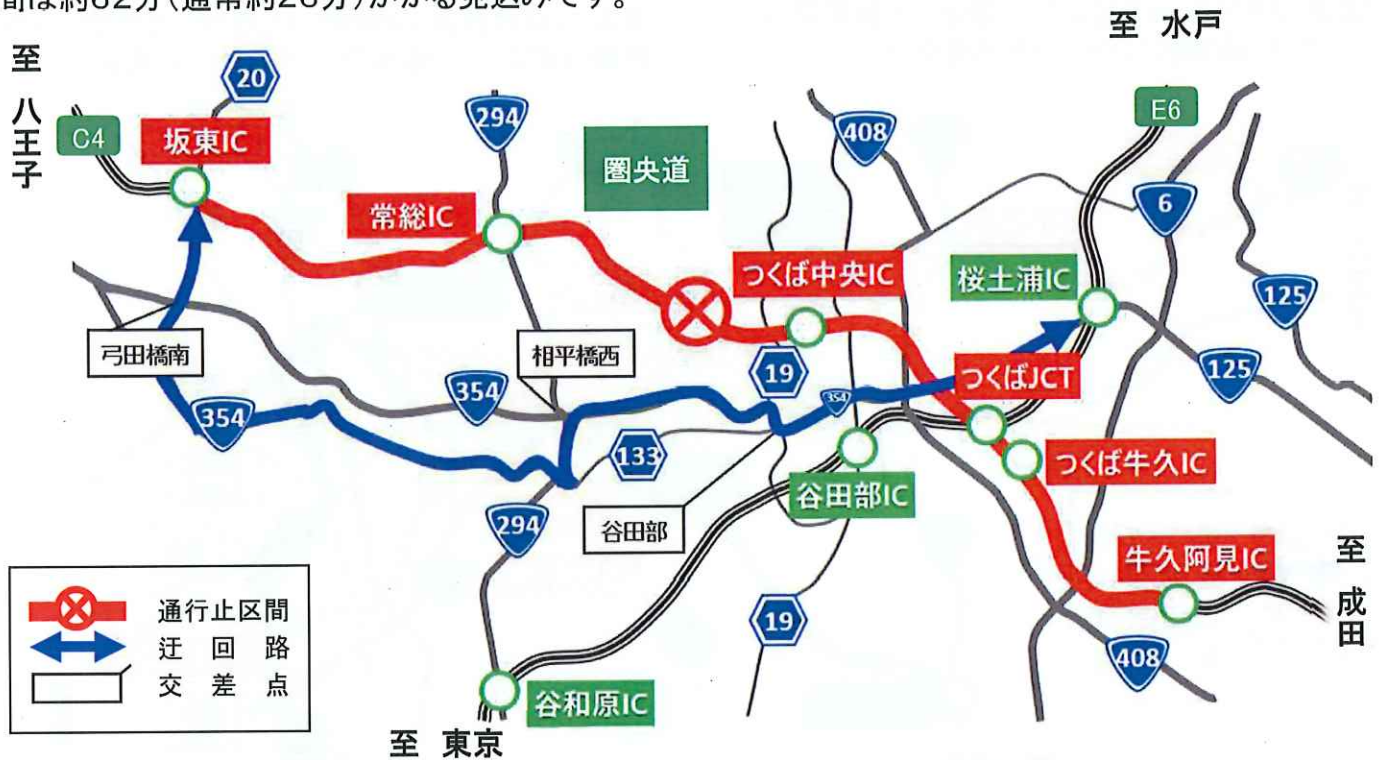 至 水戸
至 八王子
C4
坂東IC
20
294
圏央道
408
E6
6
常総IC
つくば中央IC
桜土浦IC
125
弓田橋南
相平橋西
19
つくばJCT
125
354
354
354
133
つくば牛久IC
谷田部IC
294
谷田部
牛久阿見IC
至 成田
通行止区間
迂回路
交差点
19
408
谷和原IC
至 東京